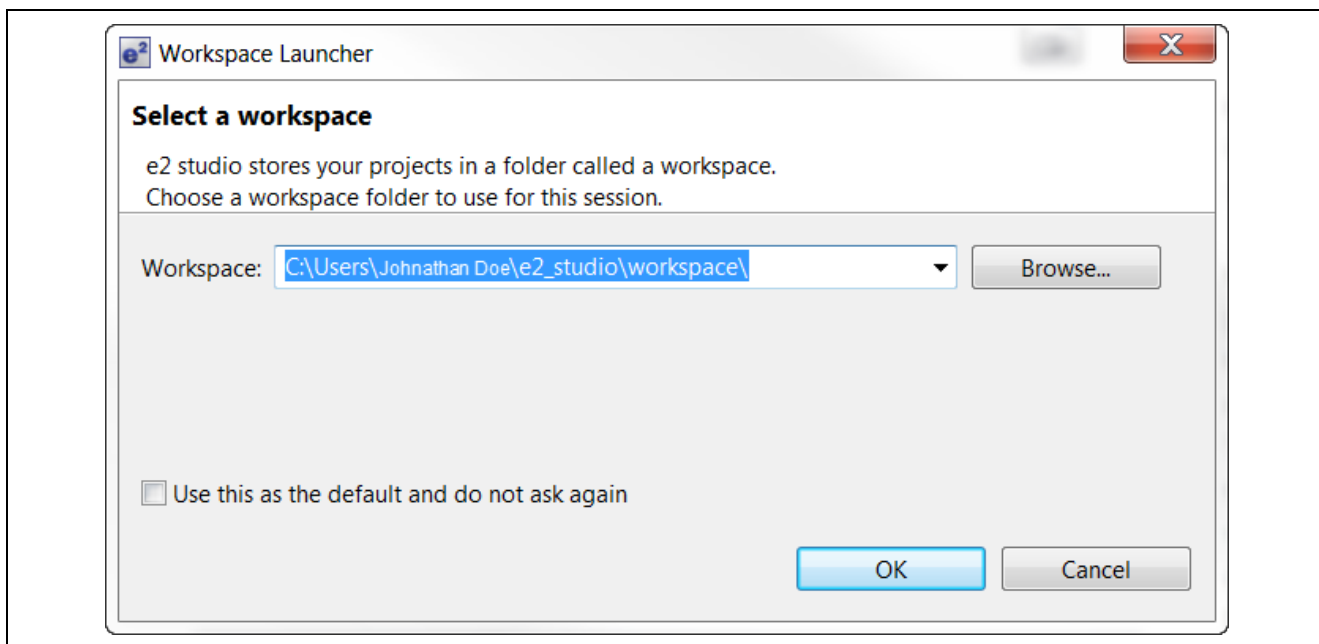 e² Workspace Launcher
Select a workspace
e2 studio stores your projects in a folder called a workspace.
Choose a workspace folder to use for this session.
Workspace: C:\Users\Johnathan Doe\e2_studio\workspace\ Browse...
Use this as the default and do not ask again
OK Cancel